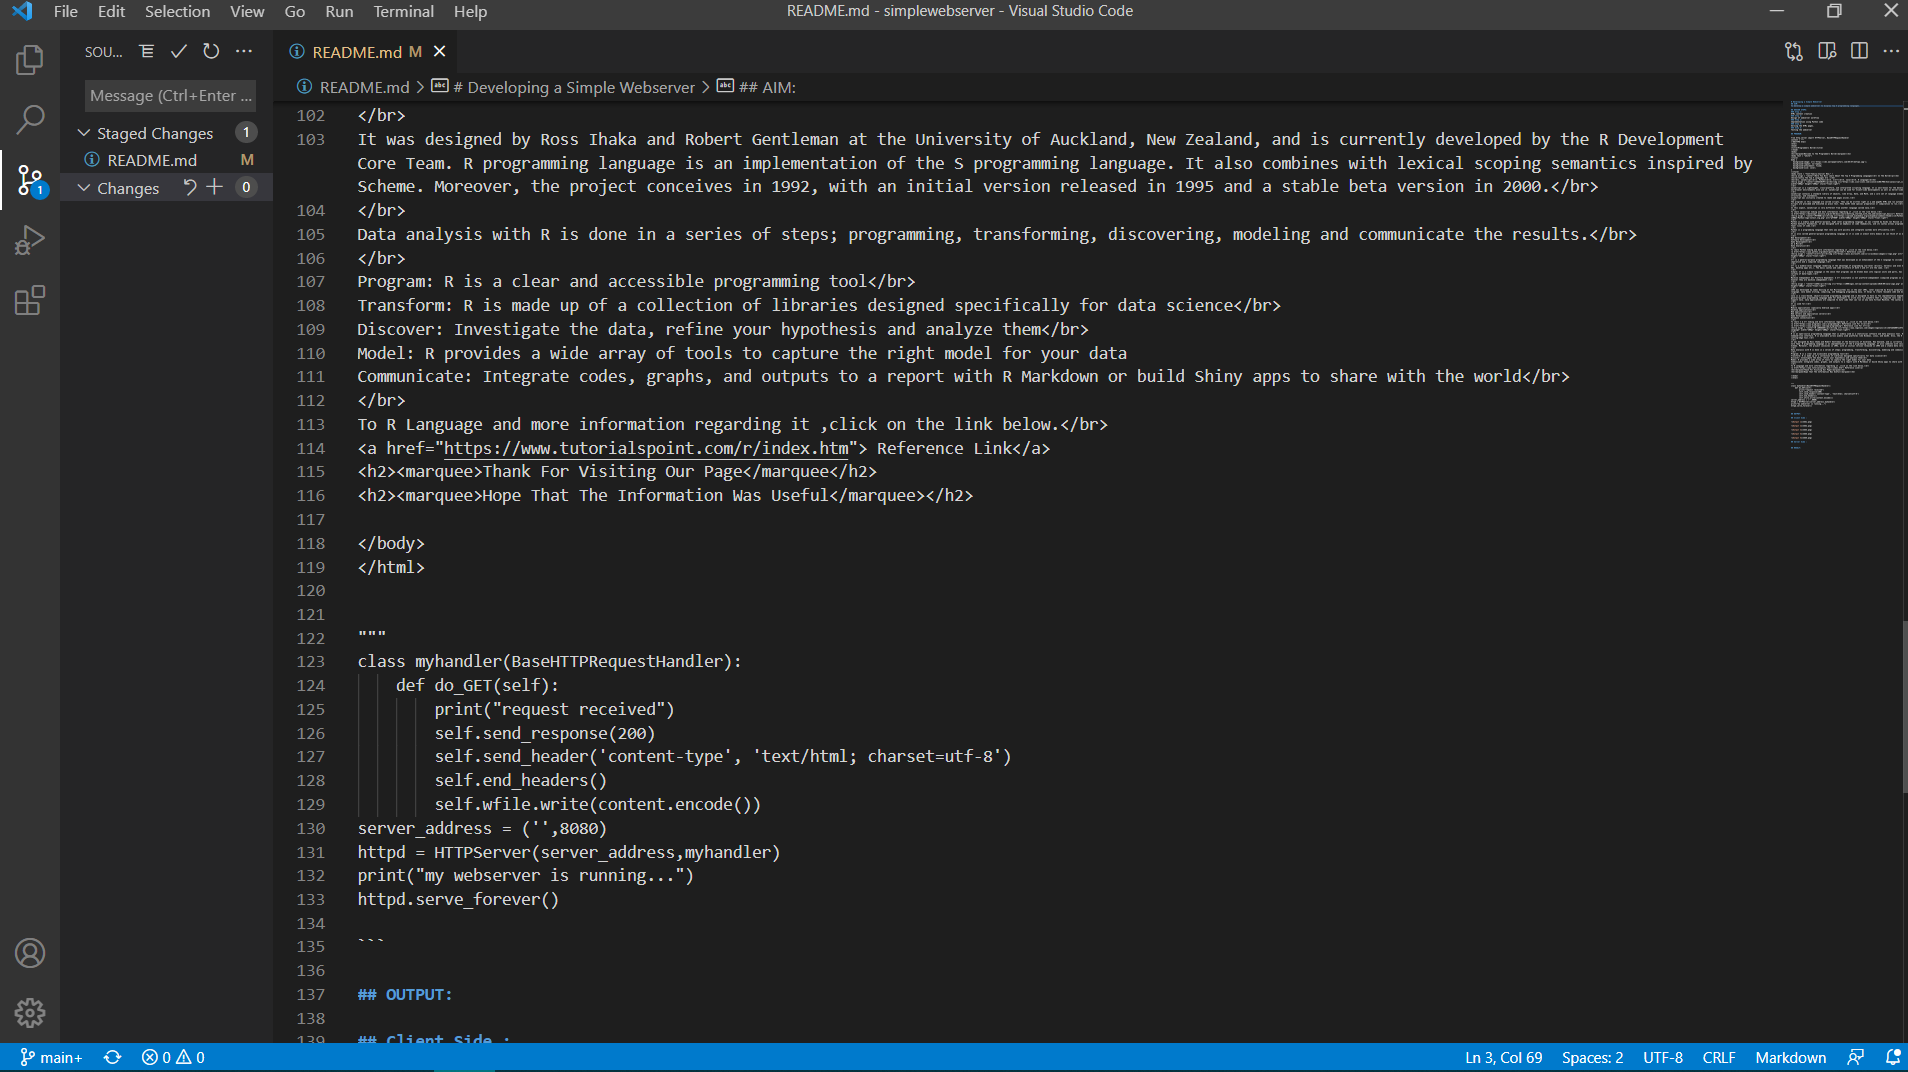 File Edit Selection View Go Run Terminal Help
README.md - simplewebserver - Visual Studio Code
SOU...
Message (Ctrl+Enter ...
Staged Changes 1
README.md M
Changes 0
1
README.md M
README.md > # Developing a Simple Webserver > ## AIM:
102 </br>
103 It was designed by Ross Ihaka and Robert Gentleman at the University of Auckland, New Zealand, and is currently developed by the R Development
Core Team. R programming language is an implementation of the S programming language. It also combines with lexical scoping semantics inspired by
Scheme. Moreover, the project conceives in 1992, with an initial version released in 1995 and a stable beta version in 2000.</br>
104 </br>
105 Data analysis with R is done in a series of steps; programming, transforming, discovering, modeling and communicate the results.</br>
106 </br>
107 Program: R is a clear and accessible programming tool</br>
108 Transform: R is made up of a collection of libraries designed specifically for data science</br>
109 Discover: Investigate the data, refine your hypothesis and analyze them</br>
110 Model: R provides a wide array of tools to capture the right model for your data
111 Communicate: Integrate codes, graphs, and outputs to a report with R Markdown or build Shiny apps to share with the world</br>
112 </br>
113 To R Language and more information regarding it ,click on the link below.</br>
114 <a href="https://www.tutorialspoint.com/r/index.htm"> Reference Link</a>
115 <h2><marquee>Thank For Visiting Our Page</marquee</h2>
116 <h2><marquee>Hope That The Information Was Useful</marquee></h2>
117
118 </body>
119 </html>
120
121
122 """
123 class myhandler(BaseHTTPRequestHandler):
124     def do_GET(self):
125         print("request received")
126         self.send_response(200)
127         self.send_header('content-type', 'text/html; charset=utf-8')
128         self.end_headers()
129         self.wfile.write(content.encode())
130 server_address = ('',8080)
131 httpd = HTTPServer(server_address,myhandler)
132 print("my webserver is running...")
133 httpd.serve_forever()
134
135 ```
136
137 ## OUTPUT:
138
139 ## Client Side :
main+ 0 0
Ln 3, Col 69 Spaces: 2 UTF-8 CRLF Markdown